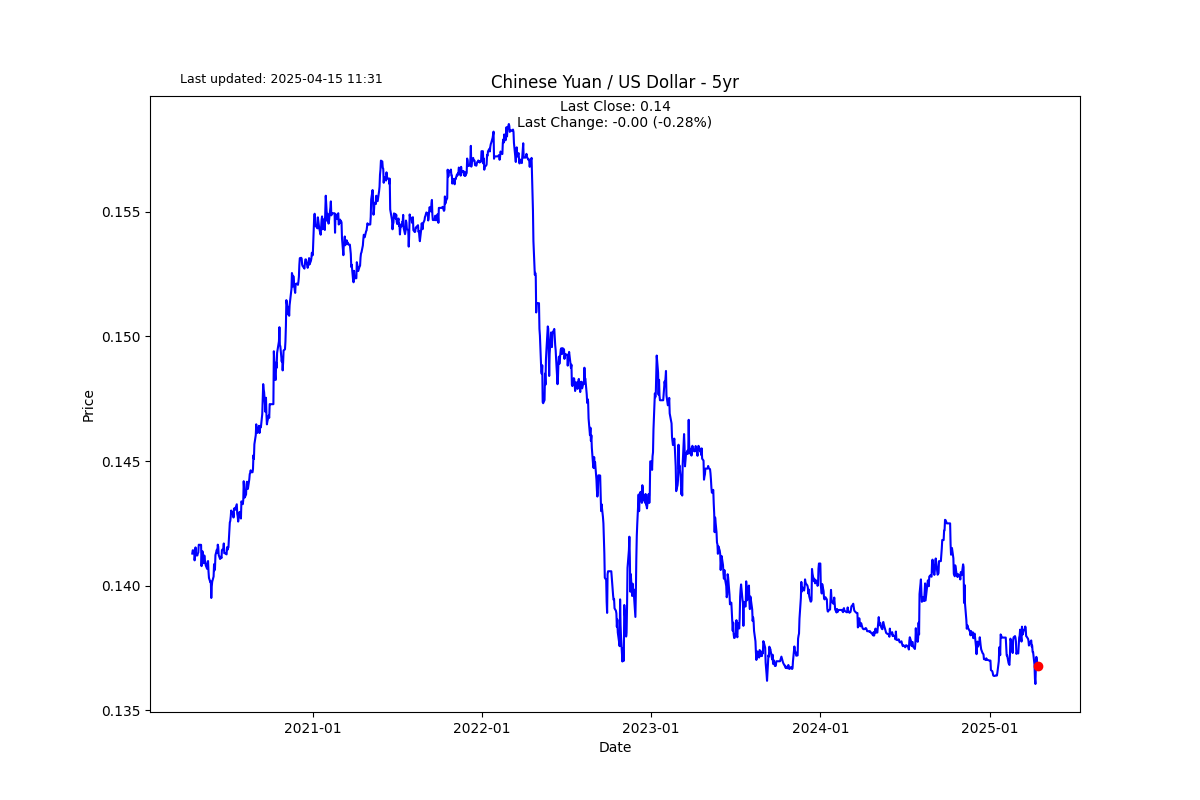 Last updated: 2025-04-15 11:31
Chinese Yuan / US Dollar - 5yr
Last Close: 0.14
Last Change: -0.00 (-0.28%)
0.155
0.150
0.145
0.140
0.135
Price
2021-01
2022-01
2023-01
2024-01
2025-01
Date